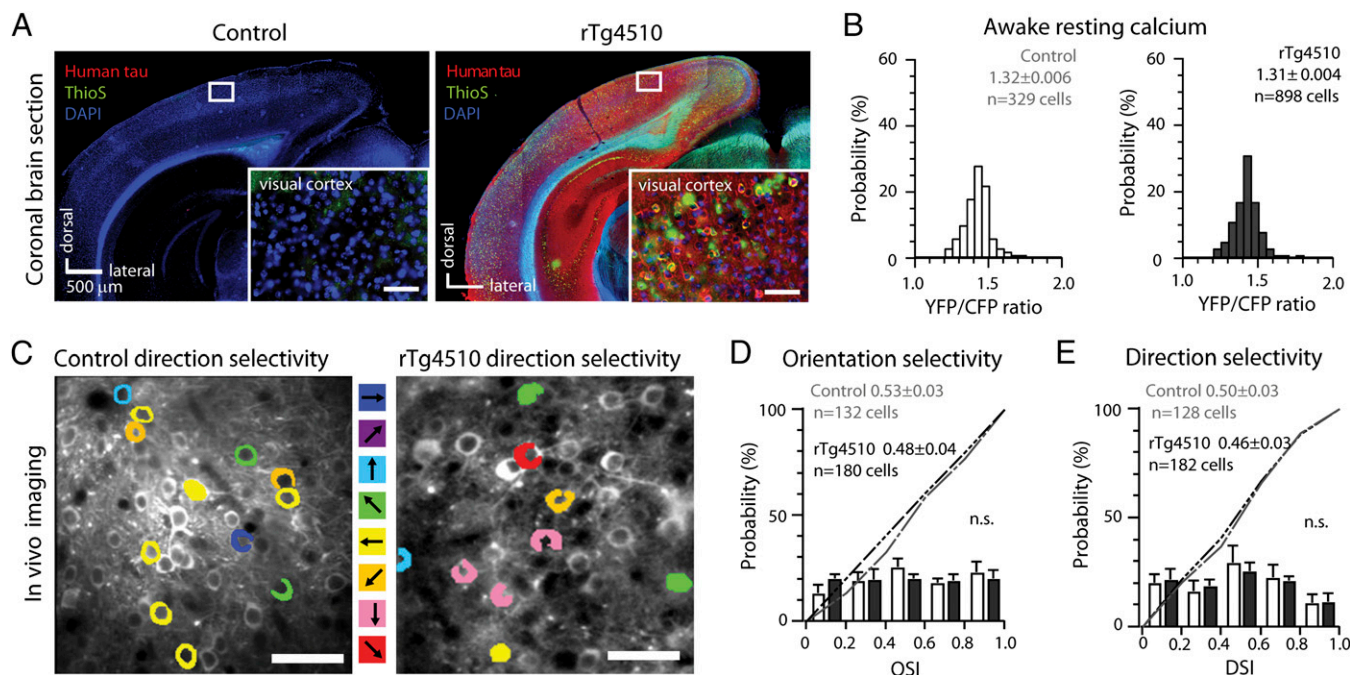 A
Control
rTg4510
Coronal brain section
Human tau
ThioS
DAPI
dorsal
lateral
500 µm
visual cortex
Human tau
ThioS
DAPI
dorsal
lateral
visual cortex
B
Awake resting calcium
Control
1.32±0.006
n=329 cells
Probability (%)
60
40
20
0
1.0 1.5 2.0
YFP/CFP ratio
rTg4510
1.31± 0.004
n=898 cells
Probability (%)
60
40
20
0
1.0 1.5 2.0
YFP/CFP ratio
C
Control direction selectivity
rTg4510 direction selectivity
In vivo imaging
D
Orientation selectivity
Control 0.53±0.03
n=132 cells
rTg4510 0.48±0.04
n=180 cells
n.s.
Probability (%)
100
50
0
0 0.2 0.4 0.6 0.8 1.0
OSI
E
Direction selectivity
Control 0.50±0.03
n=128 cells
rTg4510 0.46±0.03
n=182 cells
n.s.
Probability (%)
100
50
0
0 0.2 0.4 0.6 0.8 1.0
DSI